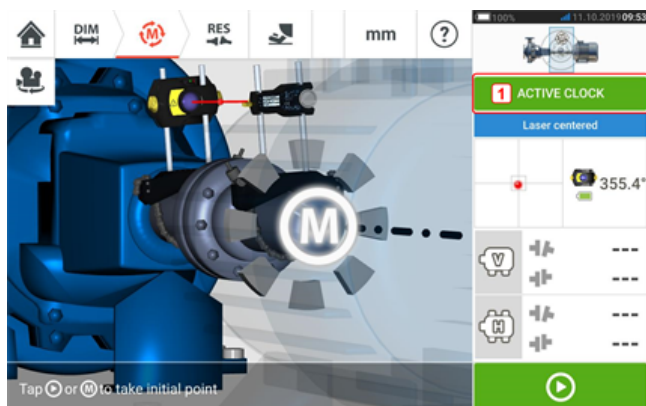 DIM
M
RES
mm
?
100%
11.10.2019 09:53
1 ACTIVE CLOCK
Laser centered
355.4°
M
V
---
---
H
---
---
Tap or M to take initial point